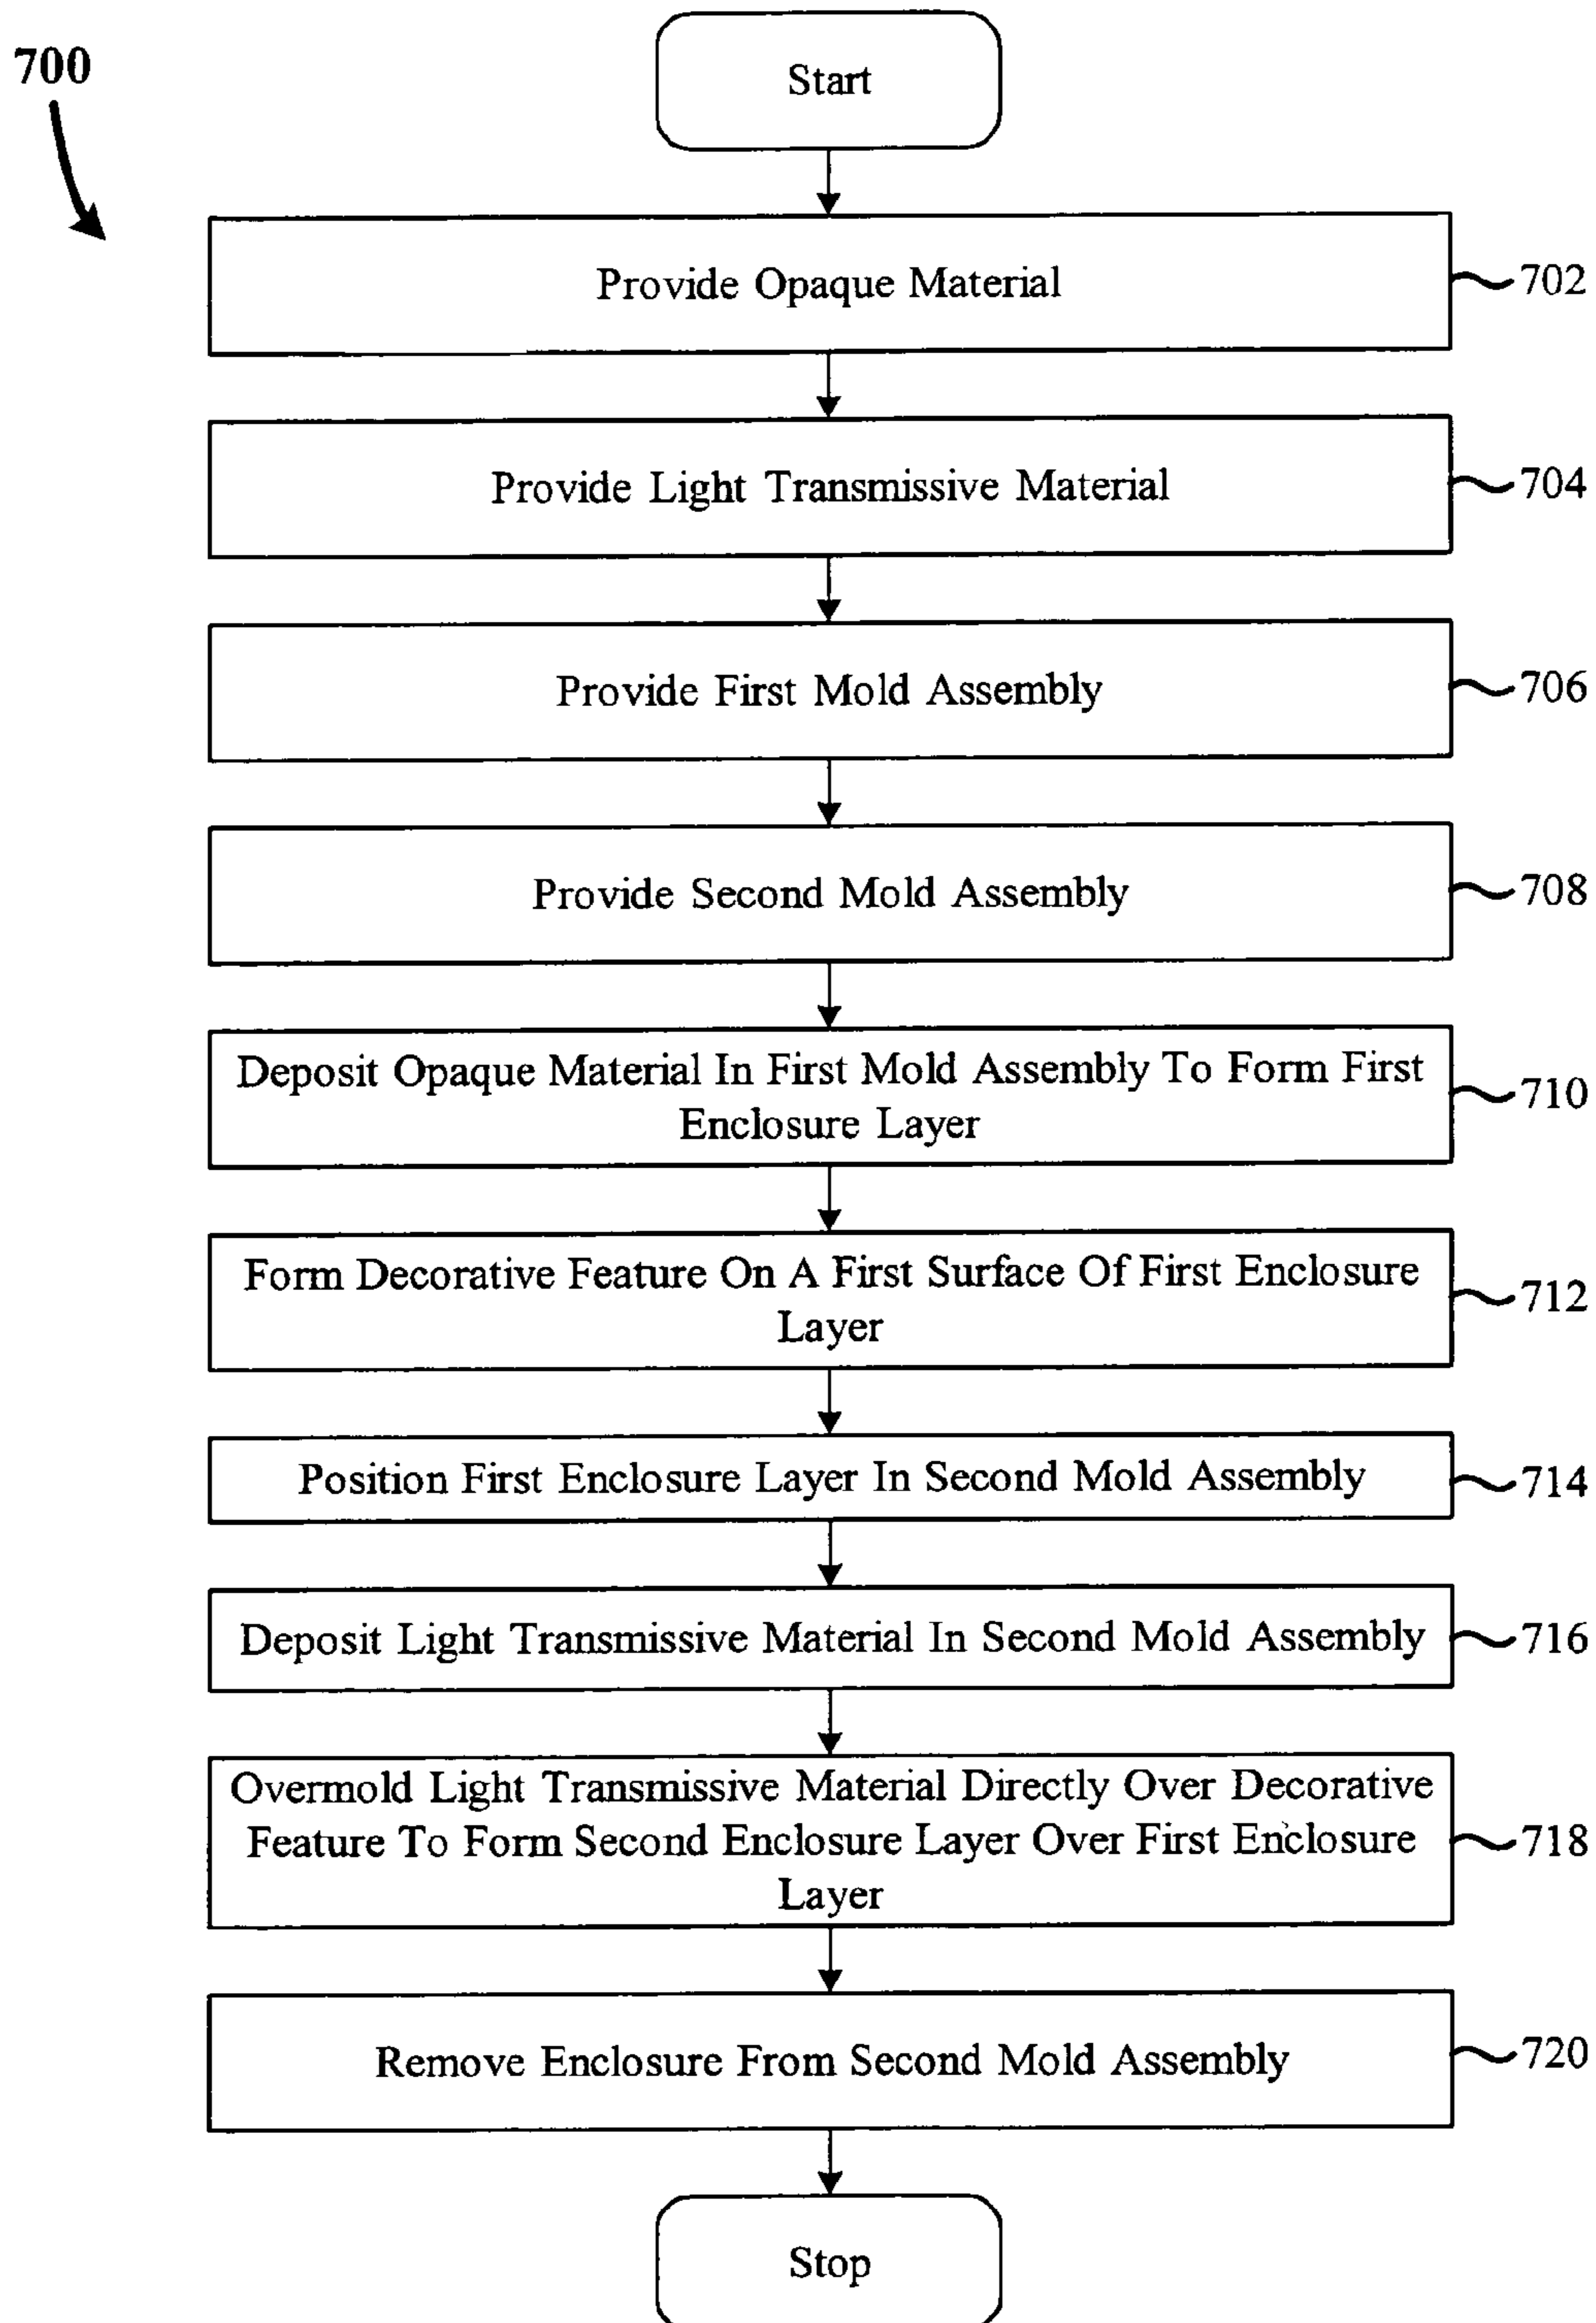 700
Start
Provide Opaque Material
702
Provide Light Transmissive Material
704
Provide First Mold Assembly
706
Provide Second Mold Assembly
708
Deposit Opaque Material In First Mold Assembly To Form First
Enclosure Layer
710
Form Decorative Feature On A First Surface Of First Enclosure
Layer
712
Position First Enclosure Layer In Second Mold Assembly
714
Deposit Light Transmissive Material In Second Mold Assembly
716
Overmold Light Transmissive Material Directly Over Decorative
Feature To Form Second Enclosure Layer Over First Enclosure
Layer
718
Remove Enclosure From Second Mold Assembly
720
Stop